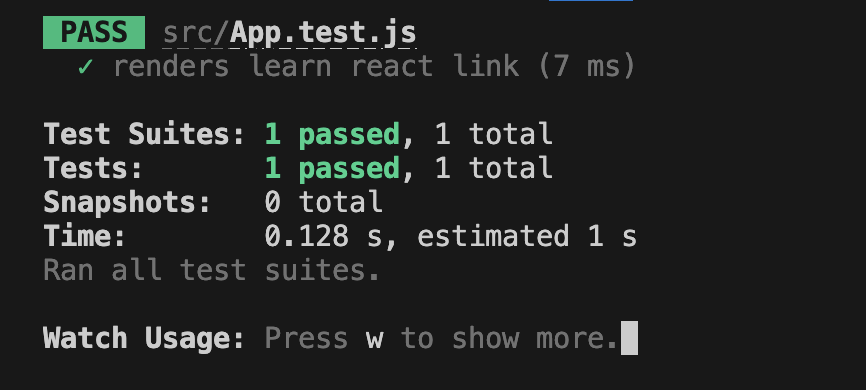 PASS src/App.test.js
✓ renders learn react link (7 ms)
Test Suites: 1 passed, 1 total
Tests: 1 passed, 1 total
Snapshots: 0 total
Time: 0.128 s, estimated 1 s
Ran all test suites.
Watch Usage: Press w to show more.